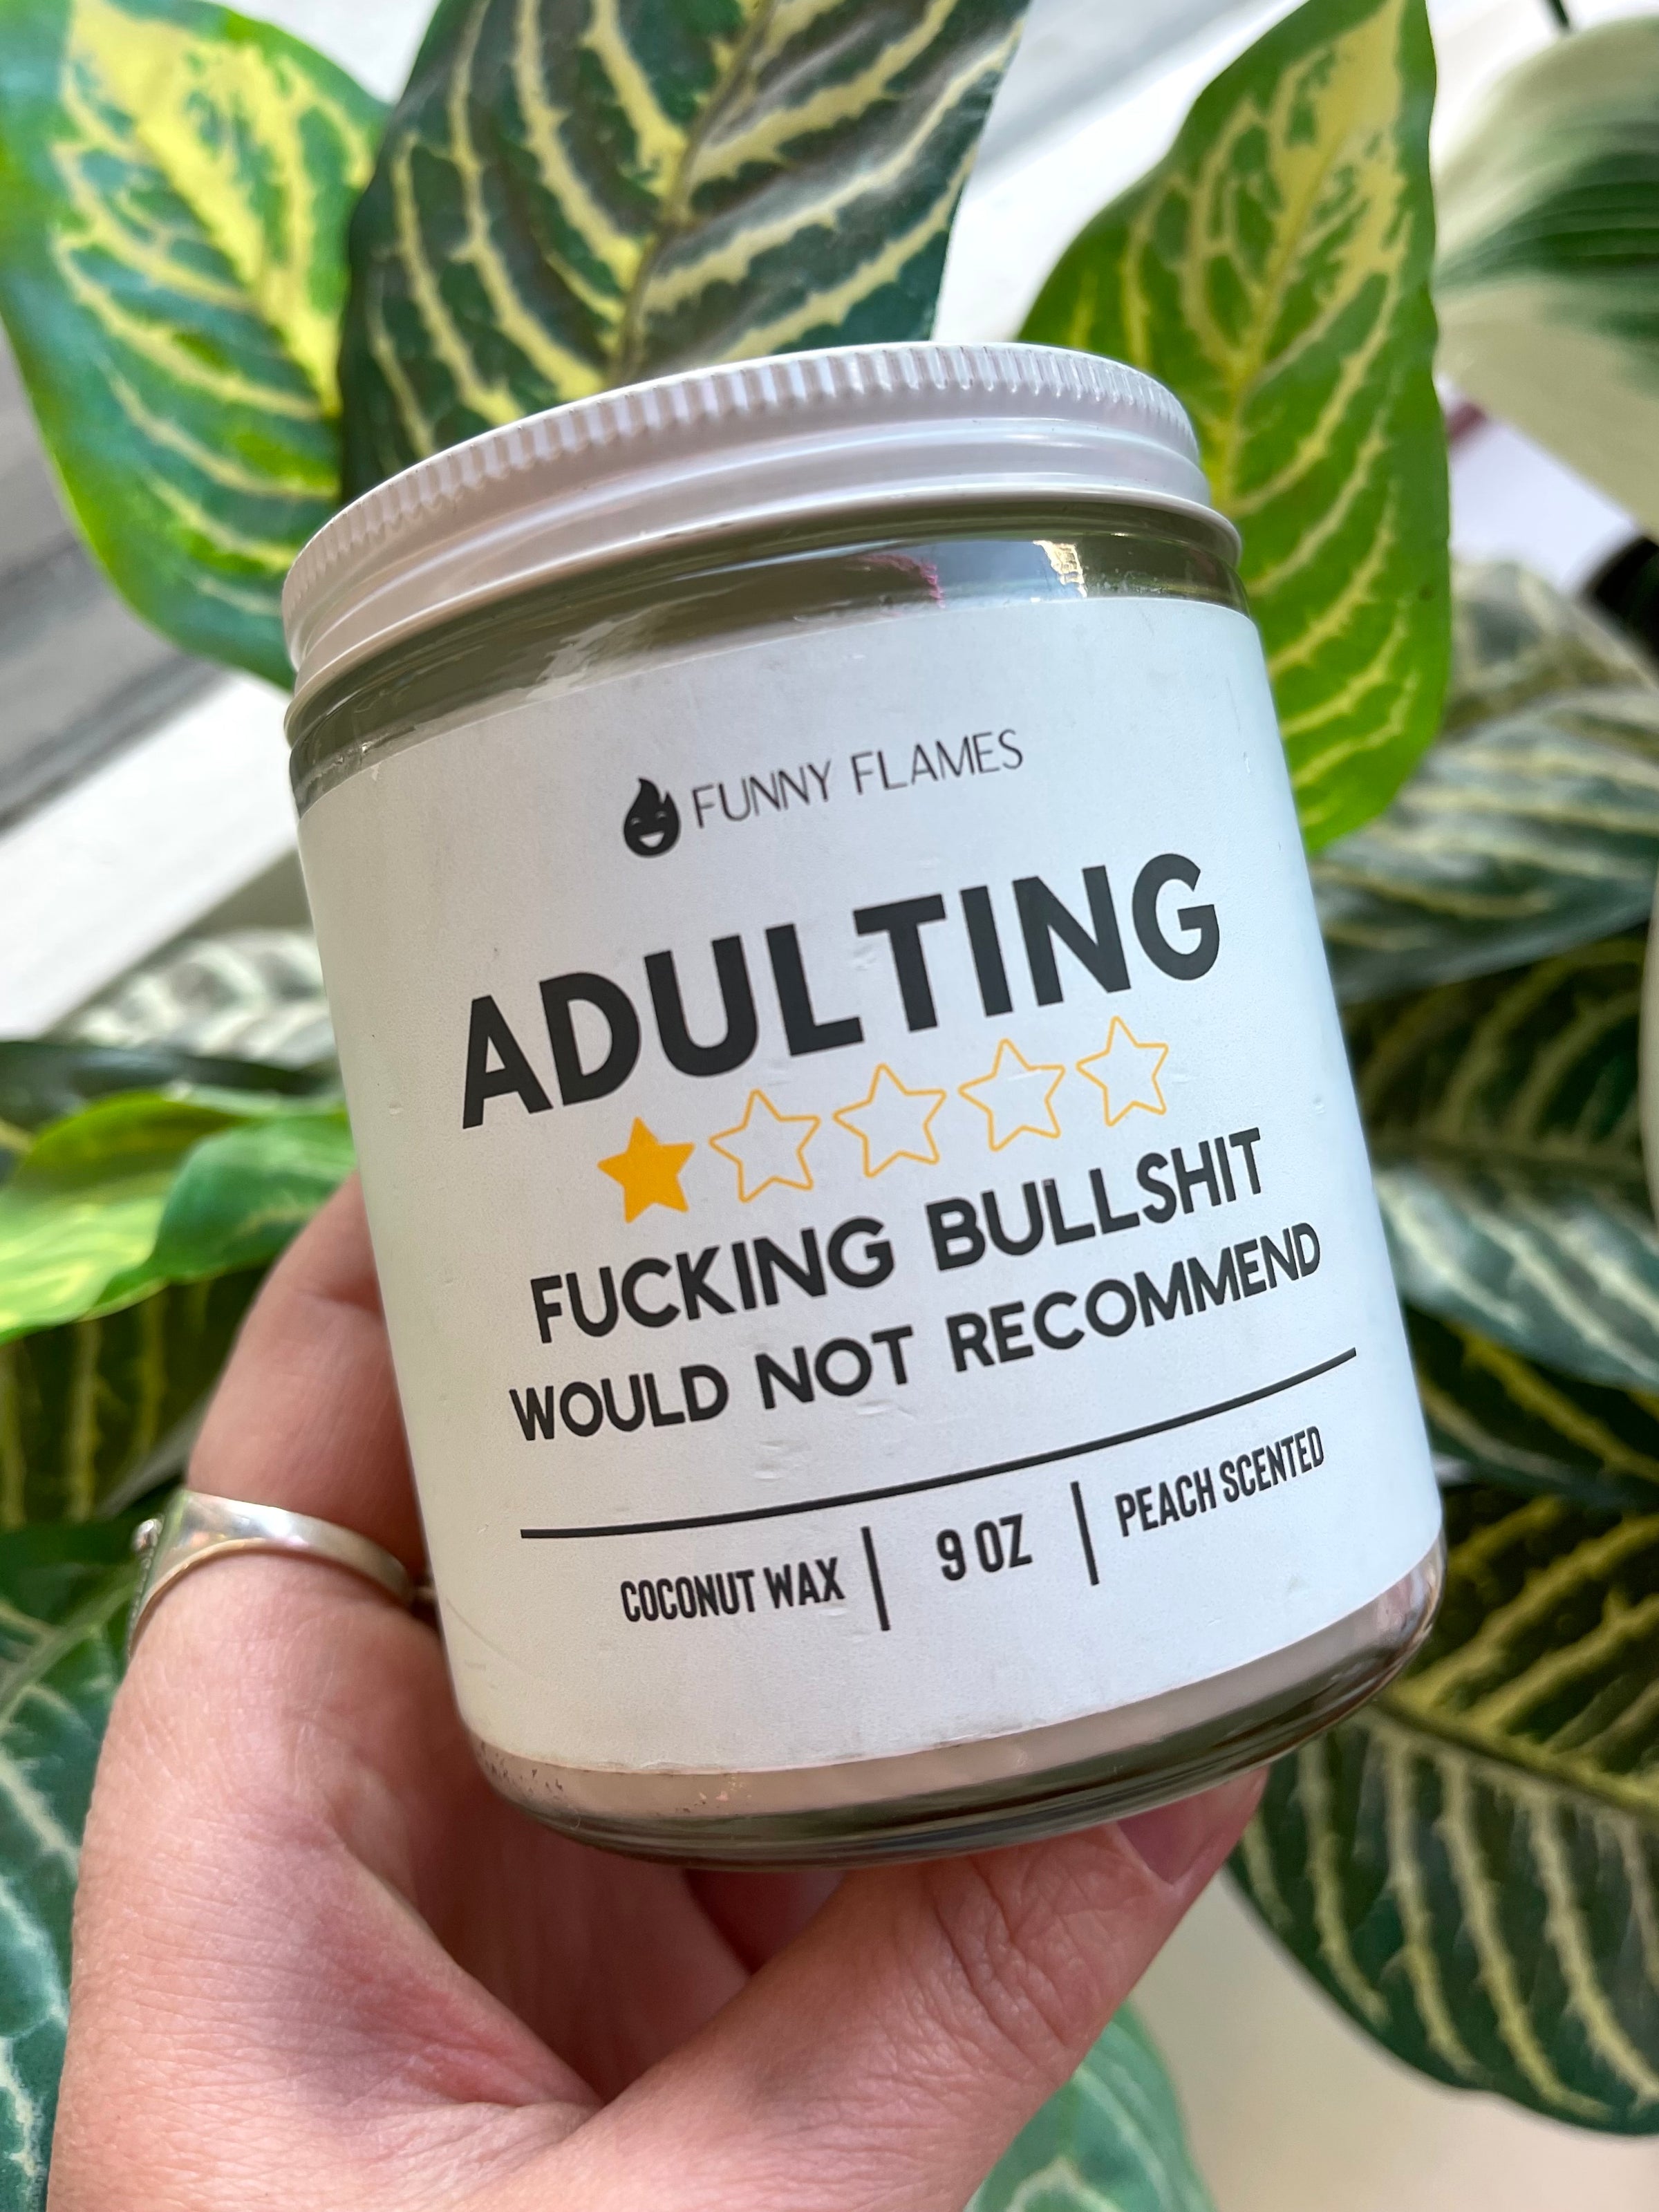 FUNNY FLAMES
ADULTING
FUCKING BULLSHIT
WOULD NOT RECOMMEND
COCONUT WAX | 9 OZ | PEACH SCENTED